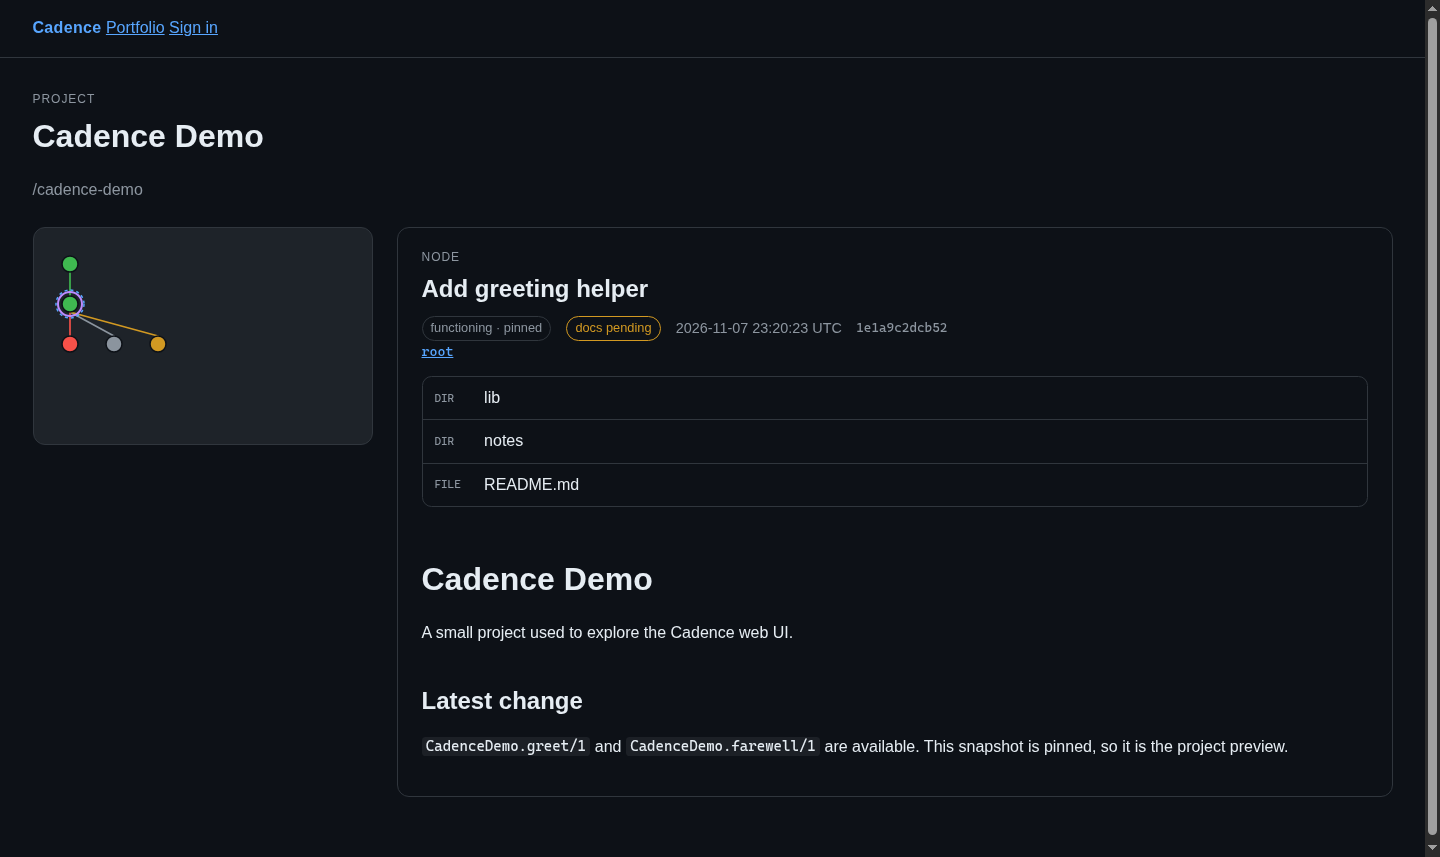 Cadence Portfolio Sign in
PROJECT
Cadence Demo
/cadence-demo
NODE
Add greeting helper
functioning · pinned docs pending 2026-11-07 23:20:23 UTC 1e1a9c2dcb52
root
DIR lib
DIR notes
FILE README.md
Cadence Demo
A small project used to explore the Cadence web UI.
Latest change
CadenceDemo.greet/1 and CadenceDemo.farewell/1 are available. This snapshot is pinned, so it is the project preview.